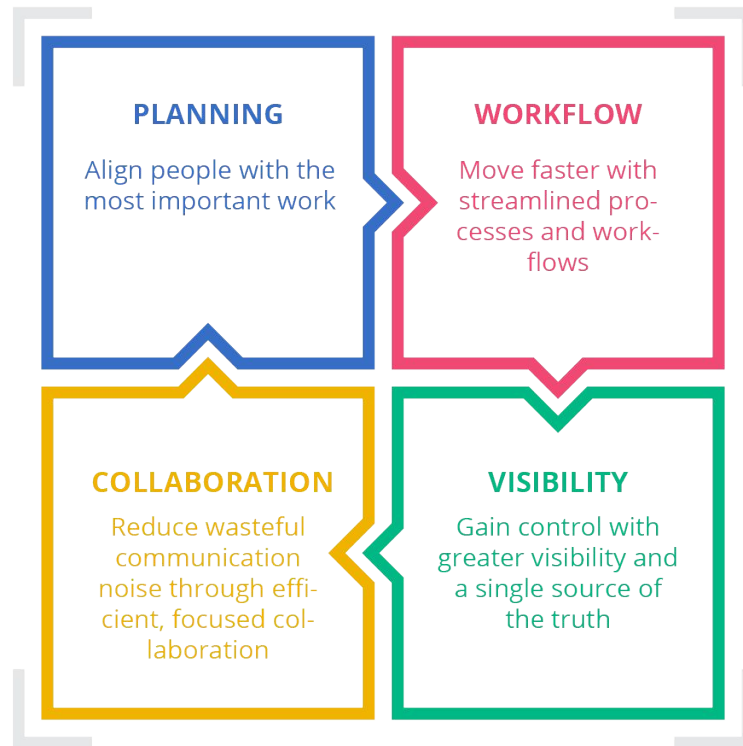 PLANNING
Align people with the
most important work
WORKFLOW
Move faster with
streamlined pro-
cesses and work-
flows
COLLABORATION
Reduce wasteful
communication
noise through effi-
cient, focused col-
laboration
VISIBILITY
Gain control with
greater visibility and
a single source of
the truth